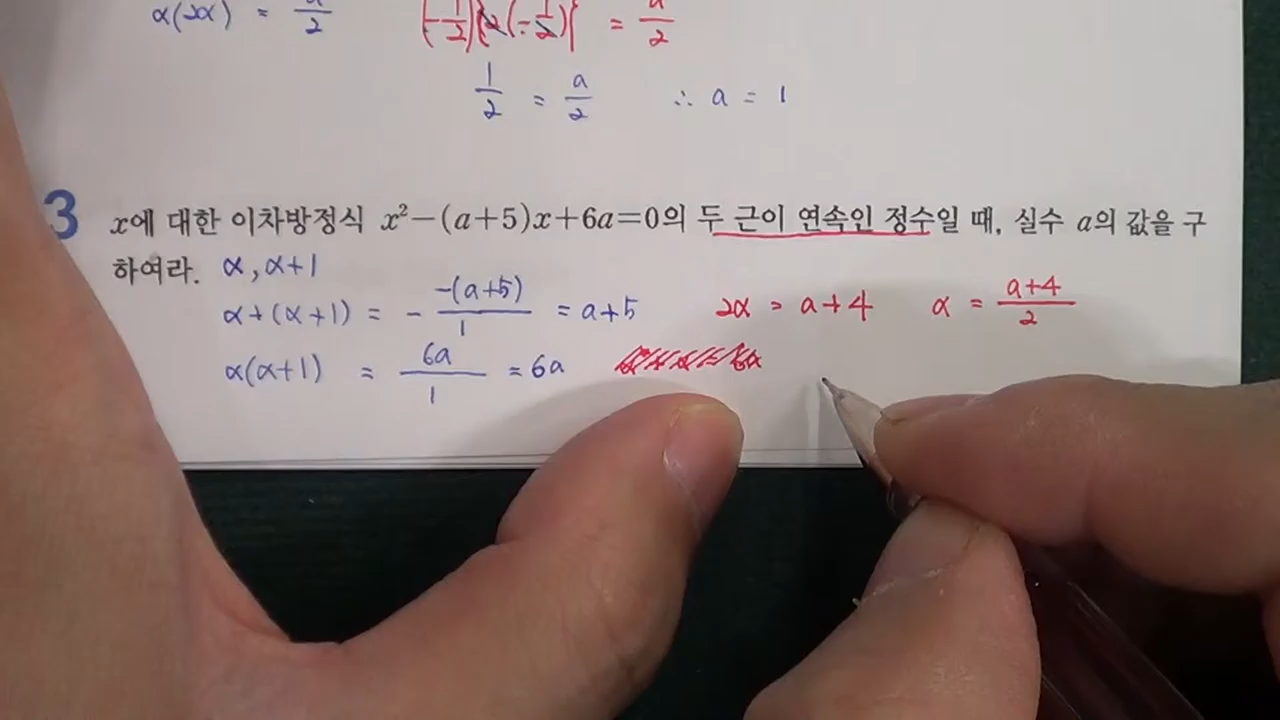 α(2α) = a/2 (-1/2){2(-1/2)} = a/2
1/2 = a/2 ∴ a = 1
3 x에 대한 이차방정식 x²-(a+5)x+6a=0의 두 근이 연속인 정수일 때, 실수 a의 값을 구
하여라. α, α+1
α+(α+1) = - -(a+5)/1 = a+5 2α = a+4 α = a+4/2
α(α+1) = 6a/1 = 6a